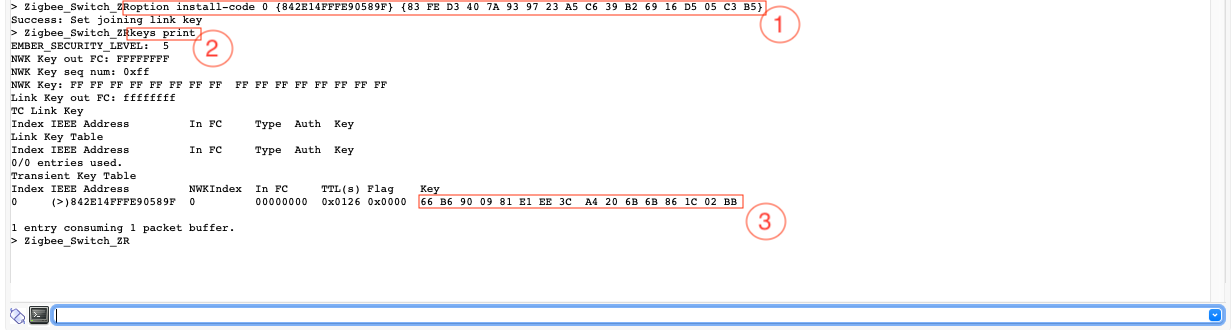 > Zigbee_Switch_ZRoption install-code 0 {842E14FFFE90589F} {83 FE D3 40 7A 93 97 23 A5 C6 39 B2 69 16 D5 05 C3 B5}
1
Success: Set joining link key
> Zigbee_Switch_ZRkeys print
2
EMBER_SECURITY_LEVEL:  5
NWK Key out FC: FFFFFFFF
NWK Key seq num: 0xff
NWK Key: FF FF FF FF FF FF FF FF  FF FF FF FF FF FF FF FF
Link Key out FC: ffffffff
TC Link Key
Index IEEE Address         In FC     Type  Auth  Key
Link Key Table
Index IEEE Address         In FC     Type  Auth  Key
0/0 entries used.
Transient Key Table
Index IEEE Address         NWKIndex  In FC     TTL(s) Flag    Key
0     (>)842E14FFFE90589F  0         00000000  0x0126 0x0000  66 B6 90 09 81 E1 EE 3C  A4 20 6B 6B 86 1C 02 BB
3
1 entry consuming 1 packet buffer.
> Zigbee_Switch_ZR